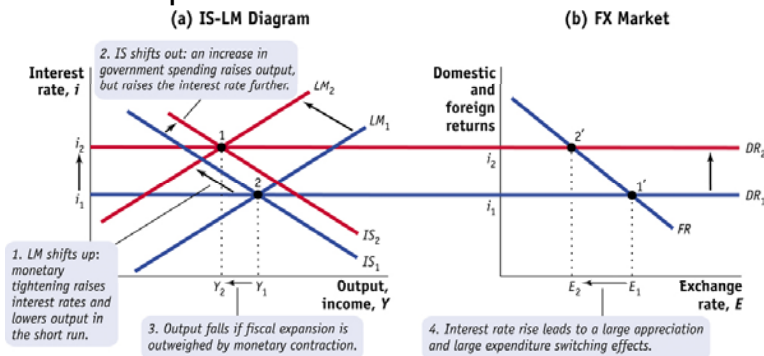 (a) IS-LM Diagram
(b) FX Market
2. IS shifts out: an increase in
government spending raises output,
but raises the interest rate further.
Interest
rate, i
LM2
LM1
1
2
i2
i1
IS2
IS1
1. LM shifts up:
monetary
tightening raises
interest rates and
lowers output in
the short run.
Y2
Y1
Output,
income, Y
3. Output falls if fiscal expansion is
outweighed by monetary contraction.
Domestic
and
foreign
returns
2′
DR2
i2
1′
DR1
i1
FR
E2
E1
Exchange
rate, E
4. Interest rate rise leads to a large appreciation
and large expenditure switching effects.